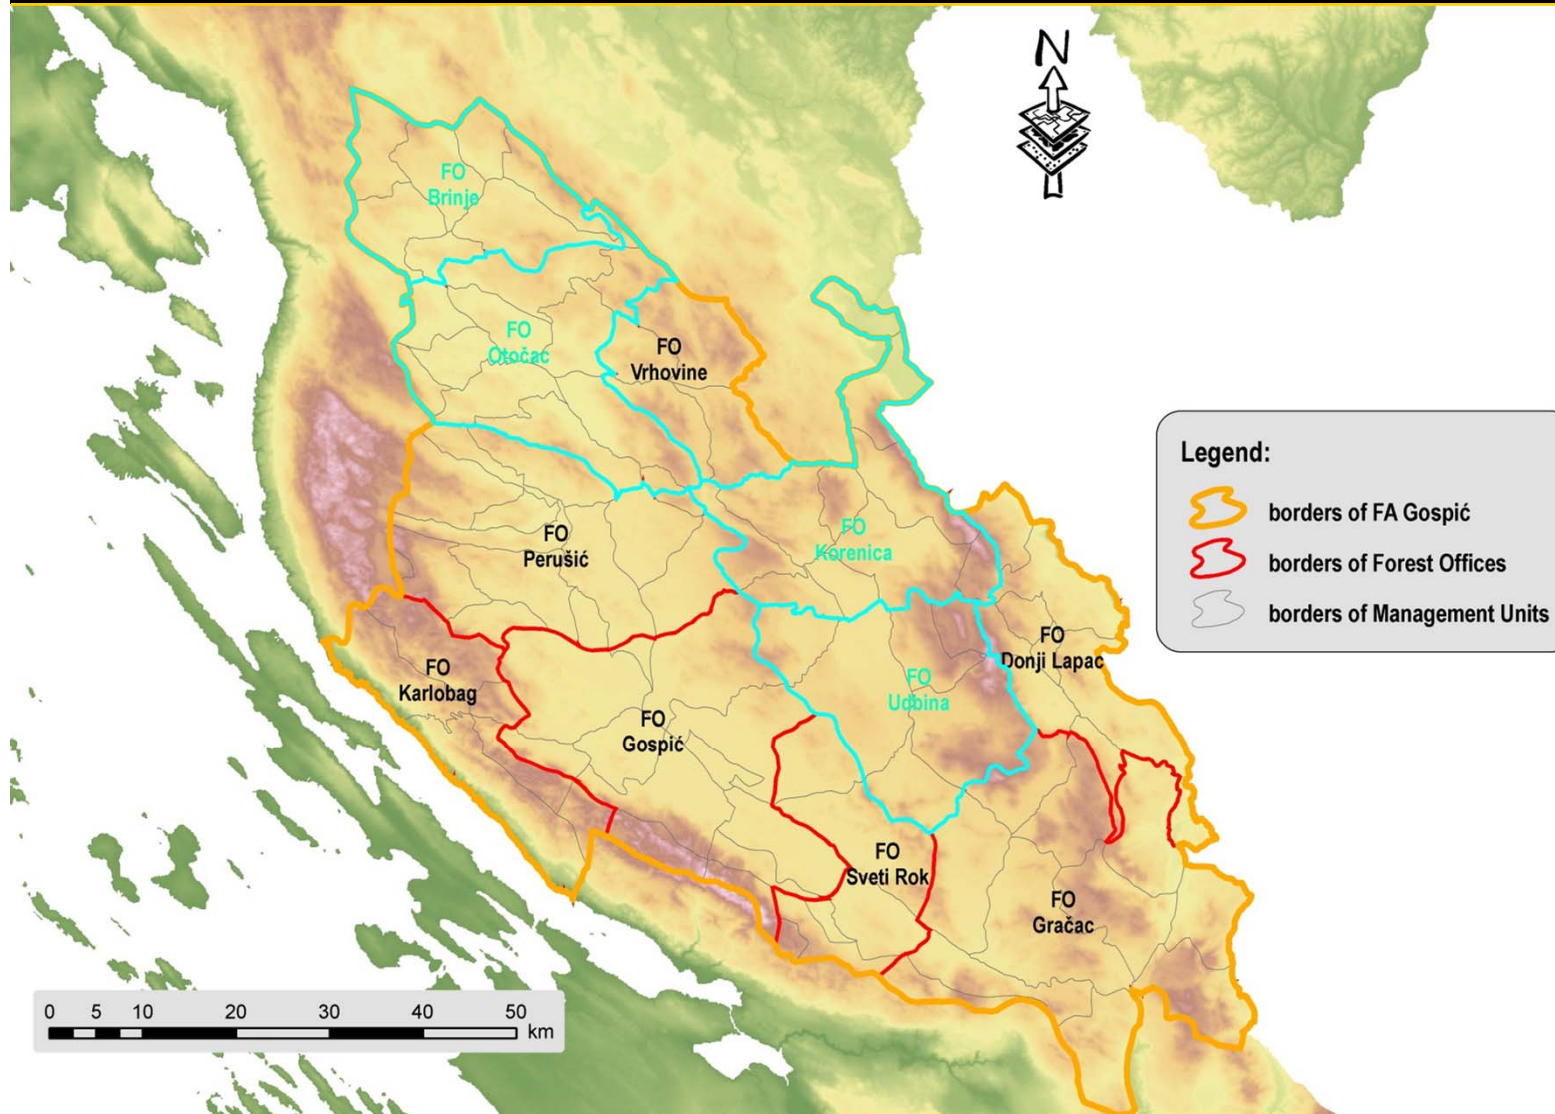 N
FO
Brinje
FO
Otočac
FO
Vrhovine
FO
Perušić
FO
Korenica
FO
Karlobag
FO
Gospić
FO
Udbina
FO
Donji Lapac
FO
Sveti Rok
FO
Gračac
Legend:
borders of FA Gospić
borders of Forest Offices
borders of Management Units
0 5 10 20 30 40 50
km